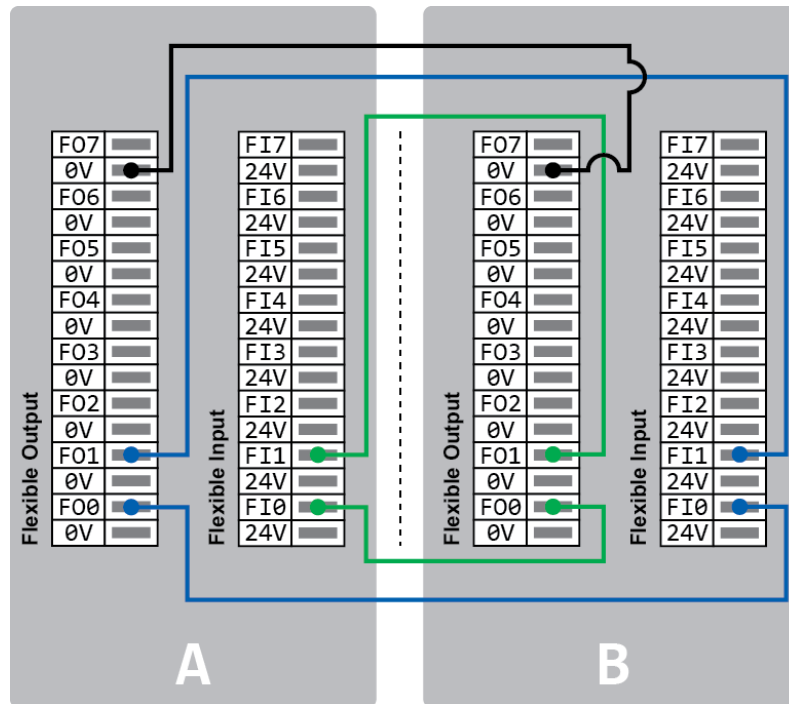 FO7 FI7 FO7 FI7
0V 24V 0V 24V
FO6 FI6 FO6 FI6
0V 24V 0V 24V
FO5 FI5 FO5 FI5
0V 24V 0V 24V
FO4 FI4 FO4 FI4
0V 24V 0V 24V
FO3 FI3 FO3 FI3
0V 24V 0V 24V
FO2 FI2 FO2 FI2
0V 24V 0V 24V
FO1 FI1 FO1 FI1
0V 24V 0V 24V
FO0 FI0 FO0 FI0
0V 24V 0V 24V
Flexible Output
Flexible Input
Flexible Output
Flexible Input
A B